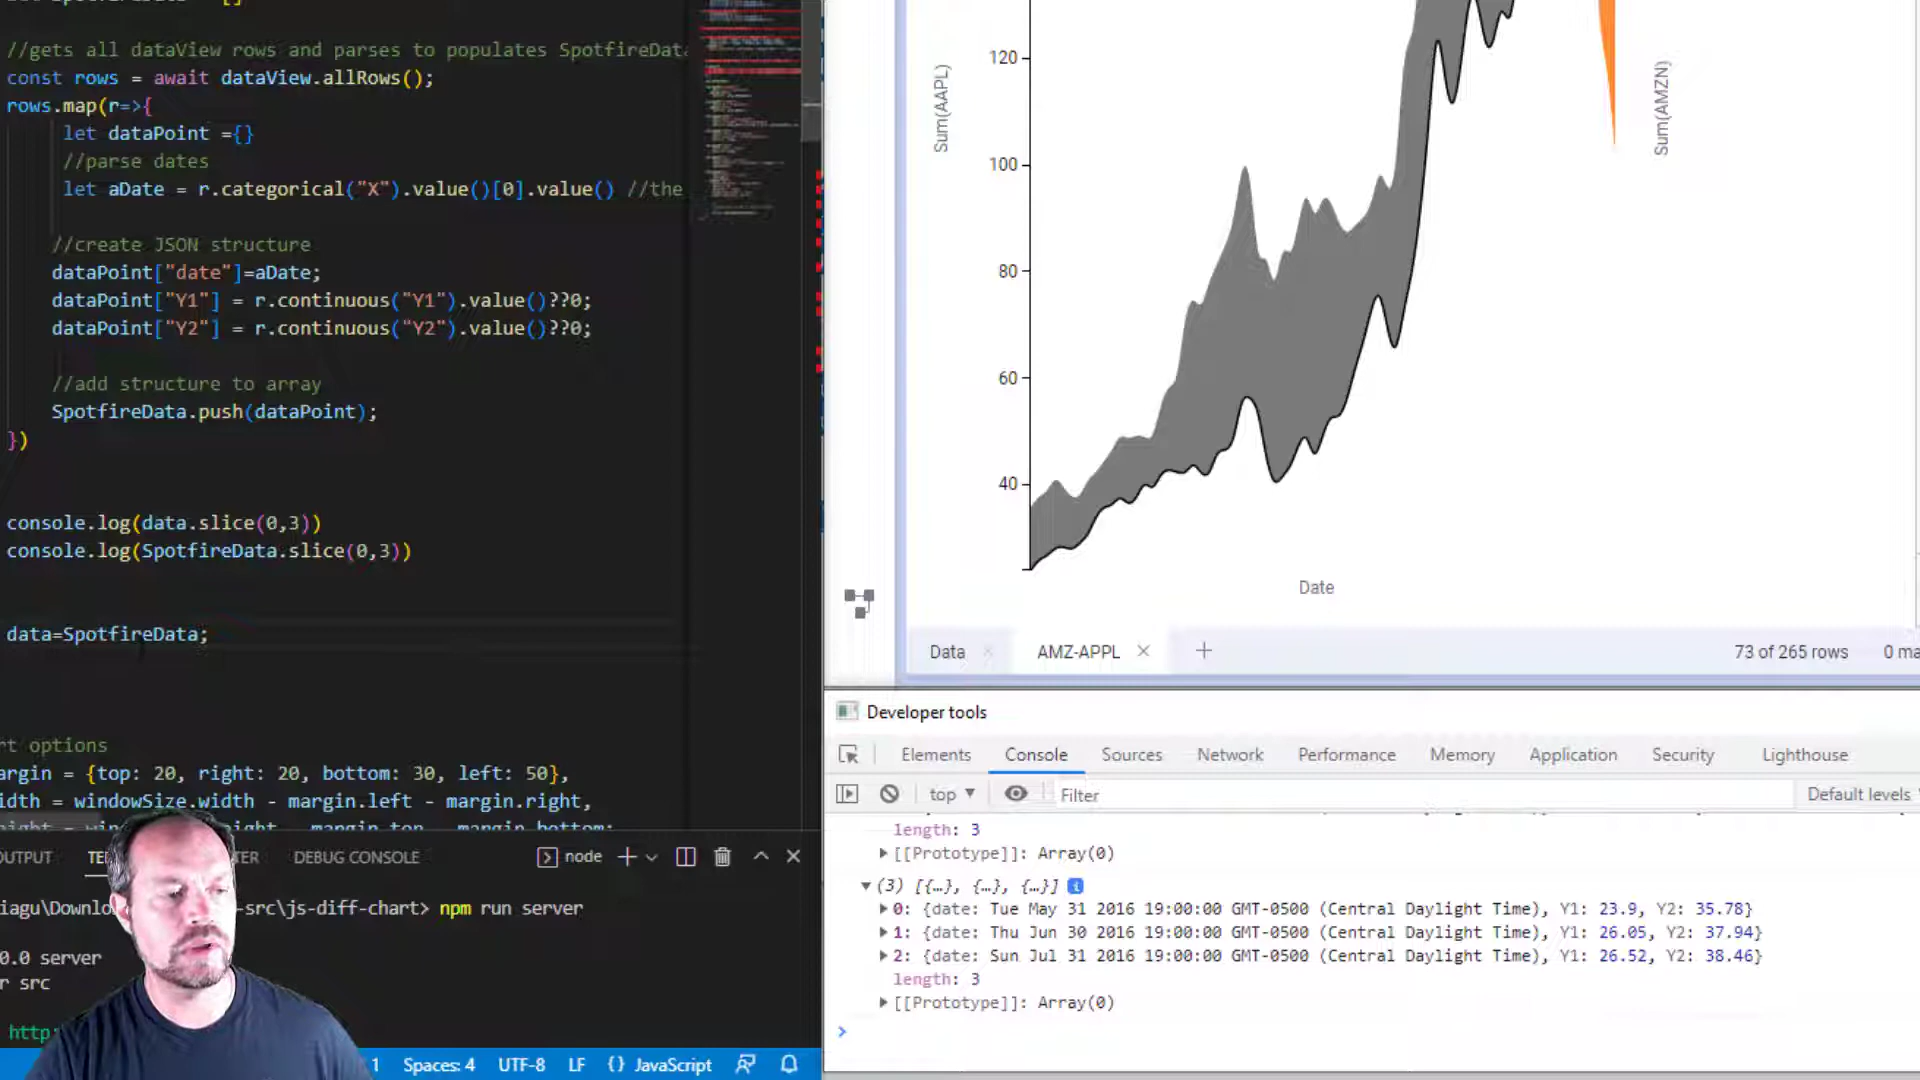 //gets all dataView rows and parses to populates SpotfireData
const rows = await dataView.allRows();
rows.map(r=>{
let dataPoint ={}
//parse dates
let aDate = r.categorical("X").value()[0].value() //the
//create JSON structure
dataPoint["date"]=aDate;
dataPoint["Y1"] = r.continuous("Y1").value()??0;
dataPoint["Y2"] = r.continuous("Y2").value()??0;
//add structure to array
SpotfireData.push(dataPoint);
})
console.log(data.slice(0,3))
console.log(SpotfireData.slice(0,3))
data=SpotfireData;
rt options
argin = {top: 20, right: 20, bottom: 30, left: 50},
idth = windowSize.width - margin.left - margin.right,
margin.top margin.bottom;
OUTPUT
TER
DEBUG CONSOLE
node
iagu\Downlo
-src\js-diff-chart> npm run server
0.0 server
r src
http:
1
Spaces: 4
UTF-8
LF
{} JavaScript
Sum(AAPL)
120
100
80
60
40
Sum(AMZN)
Date
Data
AMZ-APPL
+
73 of 265 rows
0 ma
Developer tools
Elements
Console
Sources
Network
Performance
Memory
Application
Security
Lighthouse
top
Filter
Default levels
length: 3
[[Prototype]]: Array(0)
(3) [{…}, {…}, {…}]
0: {date: Tue May 31 2016 19:00:00 GMT-0500 (Central Daylight Time), Y1: 23.9, Y2: 35.78}
1: {date: Thu Jun 30 2016 19:00:00 GMT-0500 (Central Daylight Time), Y1: 26.05, Y2: 37.94}
2: {date: Sun Jul 31 2016 19:00:00 GMT-0500 (Central Daylight Time), Y1: 26.52, Y2: 38.46}
length: 3
[[Prototype]]: Array(0)
>